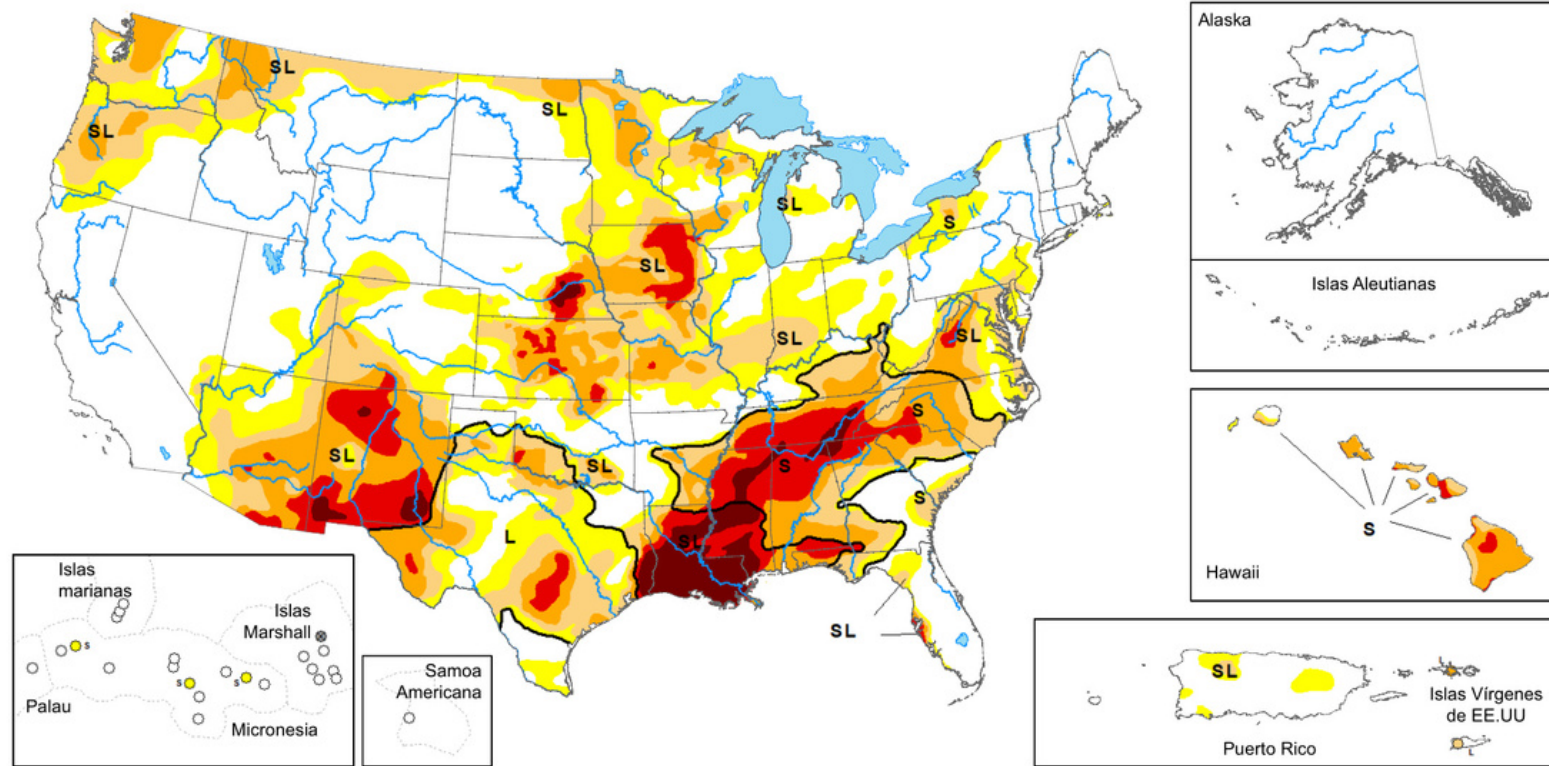 Alaska
Islas Aleutianas
SL
SL
SL
SL
S
SL
SL
SL
SL
S
S
S
SL
L
SL
SL
S
Hawaii
Islas
marianas
Islas
Marshall
s
s
s
Palau
Micronesia
Samoa
Americana
SL
L
Islas Vírgenes
de EE.UU
L
Puerto Rico